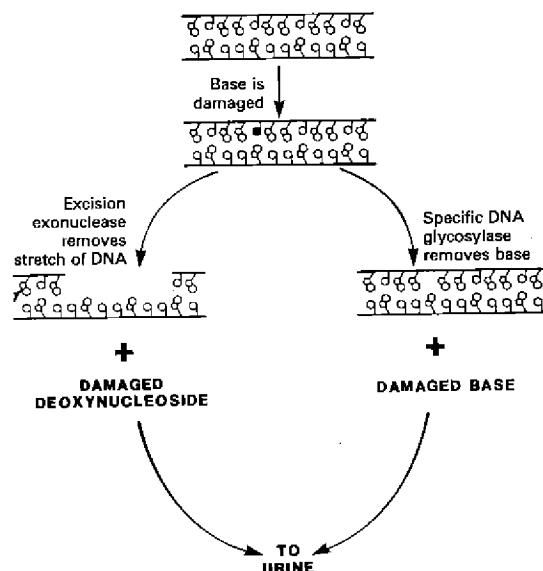 Base is
damaged
Excision
exonuclease
removes
stretch of DNA
Specific DNA
glycosylase
removes base
+
DAMAGED
DEOXYNUCLEOSIDE
+
DAMAGED BASE
TO
URINE